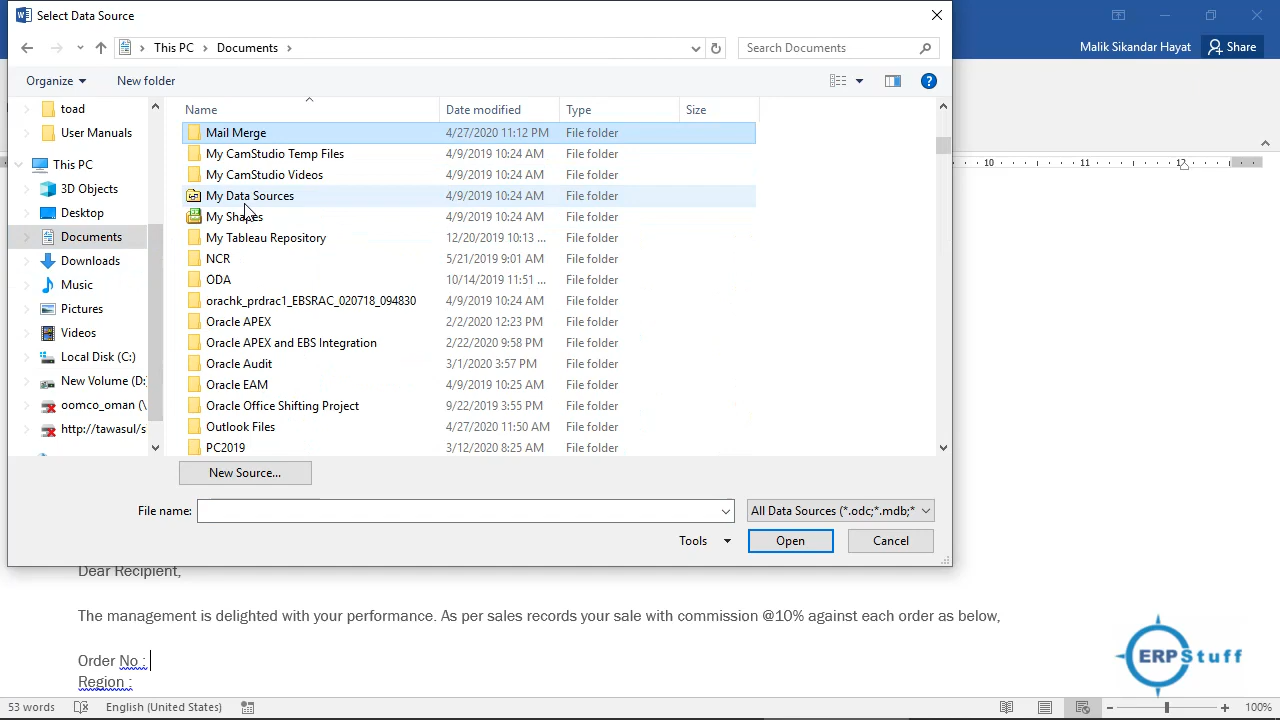 Select Data Source
Malik Sikandar Hayat
Share
This PC
Documents
Search Documents
Organize
New folder
Name
Date modified
Type
Size
toad
User Manuals
This PC
3D Objects
Desktop
Documents
Downloads
Music
Pictures
Videos
Local Disk (C:)
New Volume (D:
oomco_oman (\
http://tawasul/s
Mail Merge 4/27/2020 11:12 PM File folder
My CamStudio Temp Files 4/9/2019 10:24 AM File folder
My CamStudio Videos 4/9/2019 10:24 AM File folder
My Data Sources 4/9/2019 10:24 AM File folder
My Shapes 4/9/2019 10:24 AM File folder
My Tableau Repository 12/20/2019 10:13 ... File folder
NCR 5/21/2019 9:01 AM File folder
ODA 10/14/2019 11:51 ... File folder
orachk_prdrac1_EBSRAC_020718_094830 4/9/2019 10:24 AM File folder
Oracle APEX 2/2/2020 12:23 PM File folder
Oracle APEX and EBS Integration 2/22/2020 9:58 PM File folder
Oracle Audit 3/1/2020 3:57 PM File folder
Oracle EAM 4/9/2019 10:25 AM File folder
Oracle Office Shifting Project 9/22/2019 3:55 PM File folder
Outlook Files 4/27/2020 11:50 AM File folder
PC2019 3/12/2020 8:25 AM File folder
New Source...
File name:
All Data Sources (*.odc;*.mdb;*
Tools
Open
Cancel
10 11 12
Dear Recipient,
The management is delighted with your performance. As per sales records your sale with commission @10% against each order as below,
Order No :
Region :
ERPStuff
53 words
English (United States)
100%